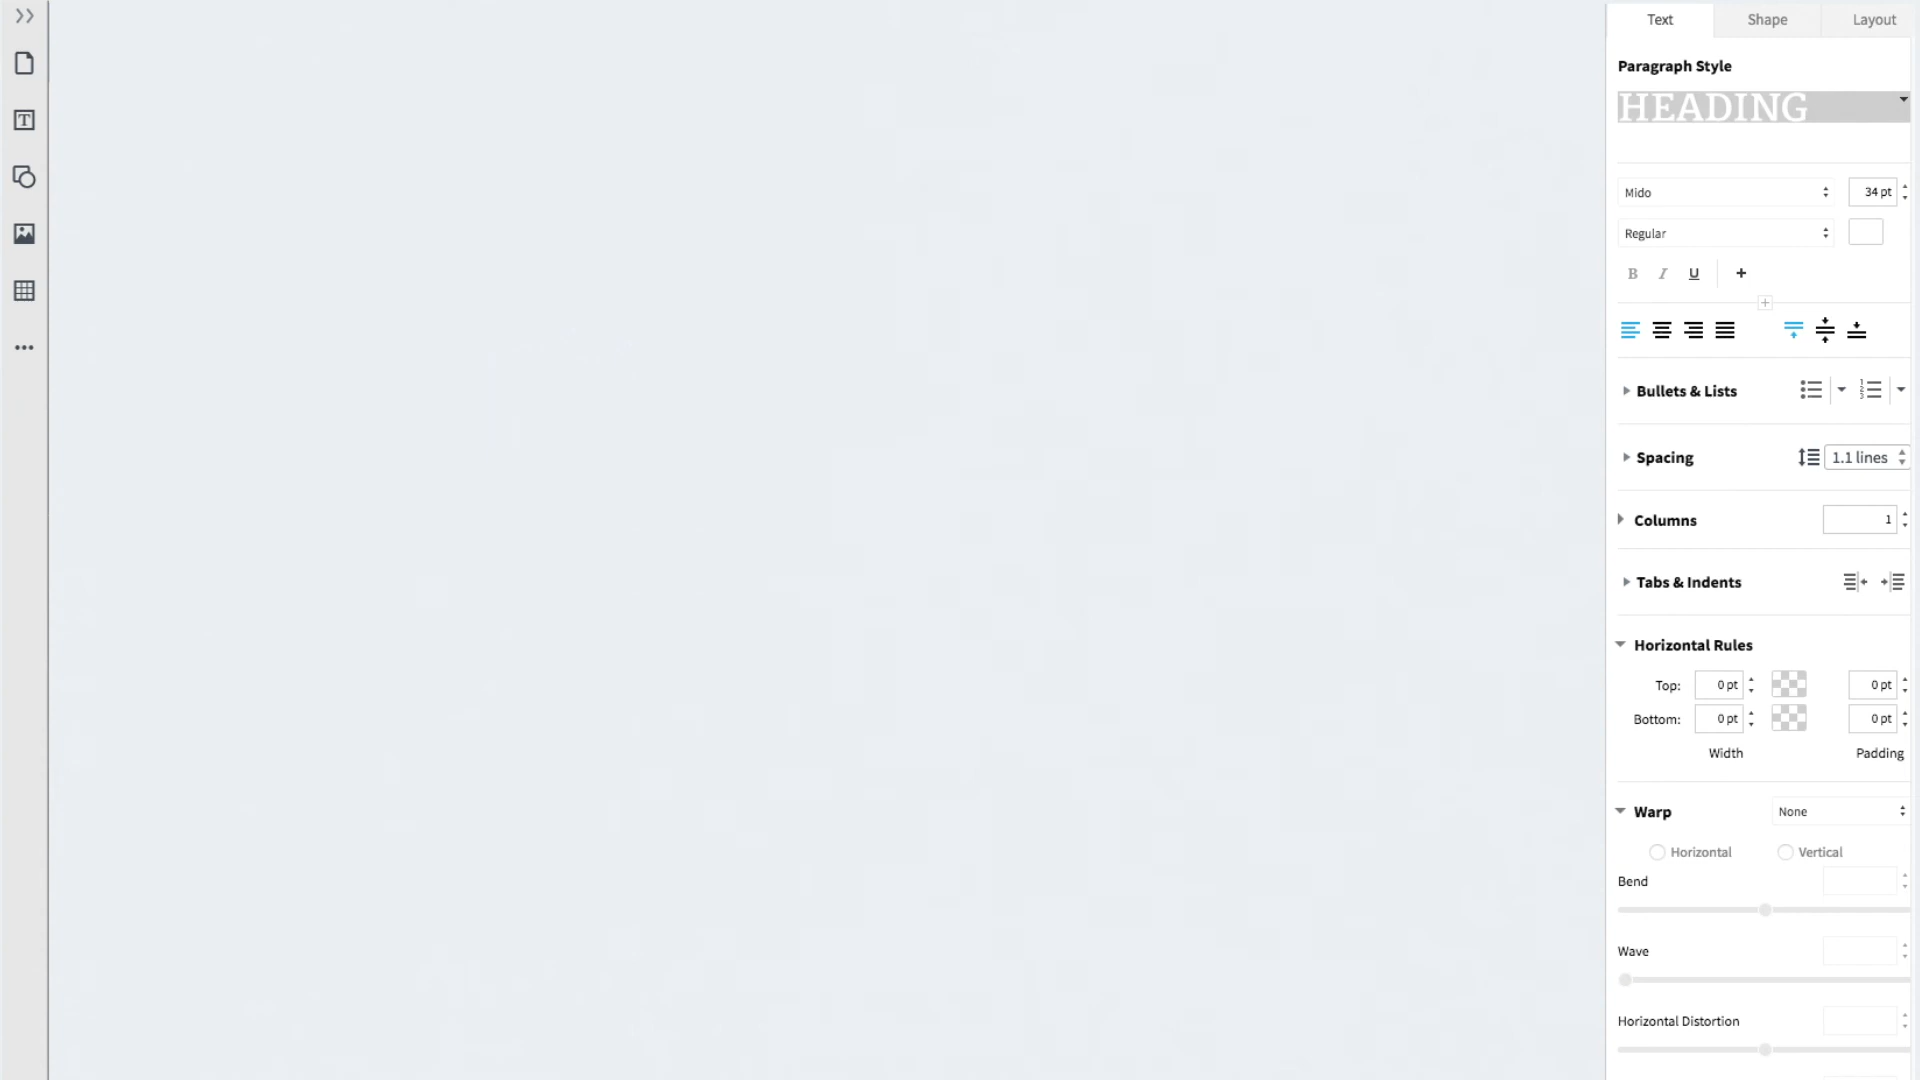 Text Shape Layout
Paragraph Style
HEADING
Mido 34 pt
Regular
B I U +
Bullets & Lists
Spacing 1.1 lines
Columns 1
Tabs & Indents
Horizontal Rules
Top: 0 pt 0 pt
Bottom: 0 pt 0 pt
Width Padding
Warp None
Horizontal Vertical
Bend
Wave
Horizontal Distortion